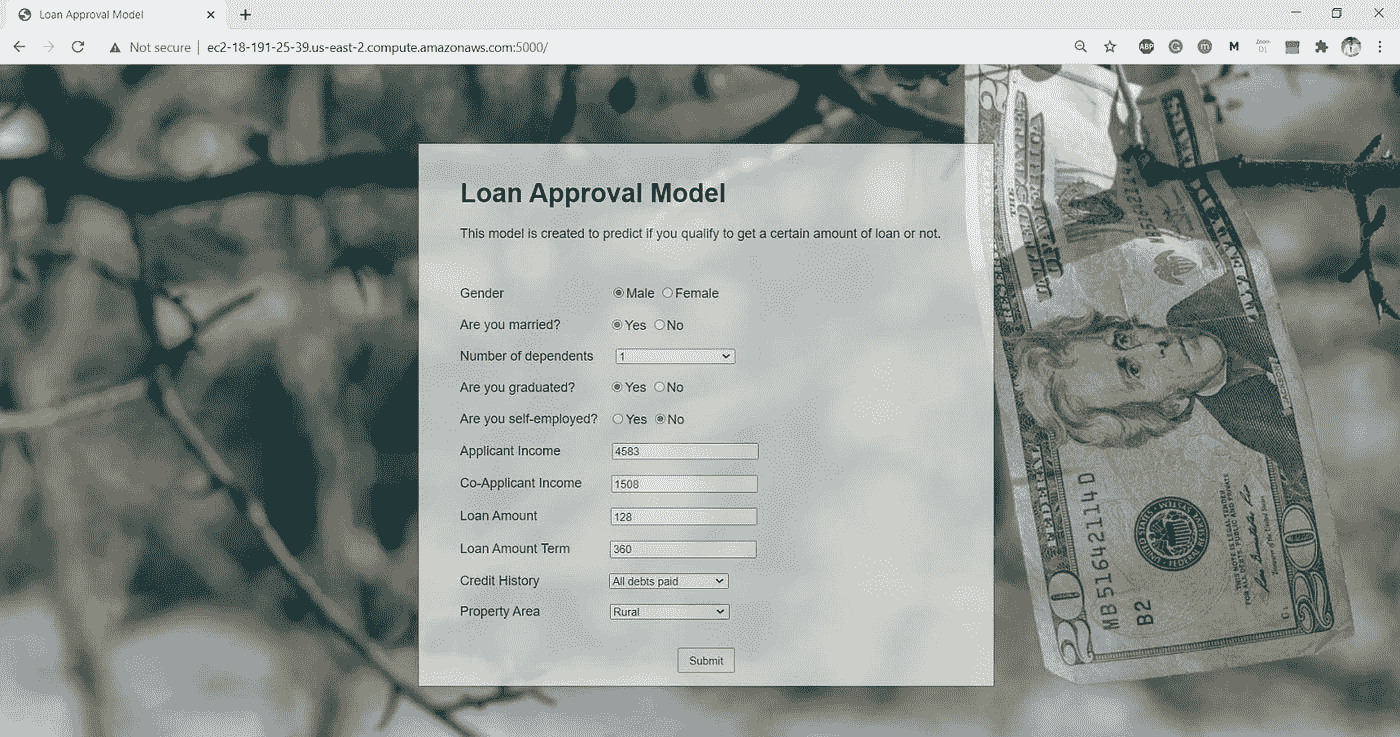 Loan Approval Model
Not secure
ec2-18-191-25-39.us-east-2.compute.amazonaws.com:5000/
ABP
M
Loan Approval Model
This model is created to predict if you qualify to get a certain amount of loan or not.
Gender Male Female
Are you married? Yes No
Number of dependents 1
Are you graduated? Yes No
Are you self-employed? Yes No
Applicant Income 4583
Co-Applicant Income 1508
Loan Amount 128
Loan Amount Term 360
Credit History All debts paid
Property Area Rural
Submit
MB51642114D
B2
20
20